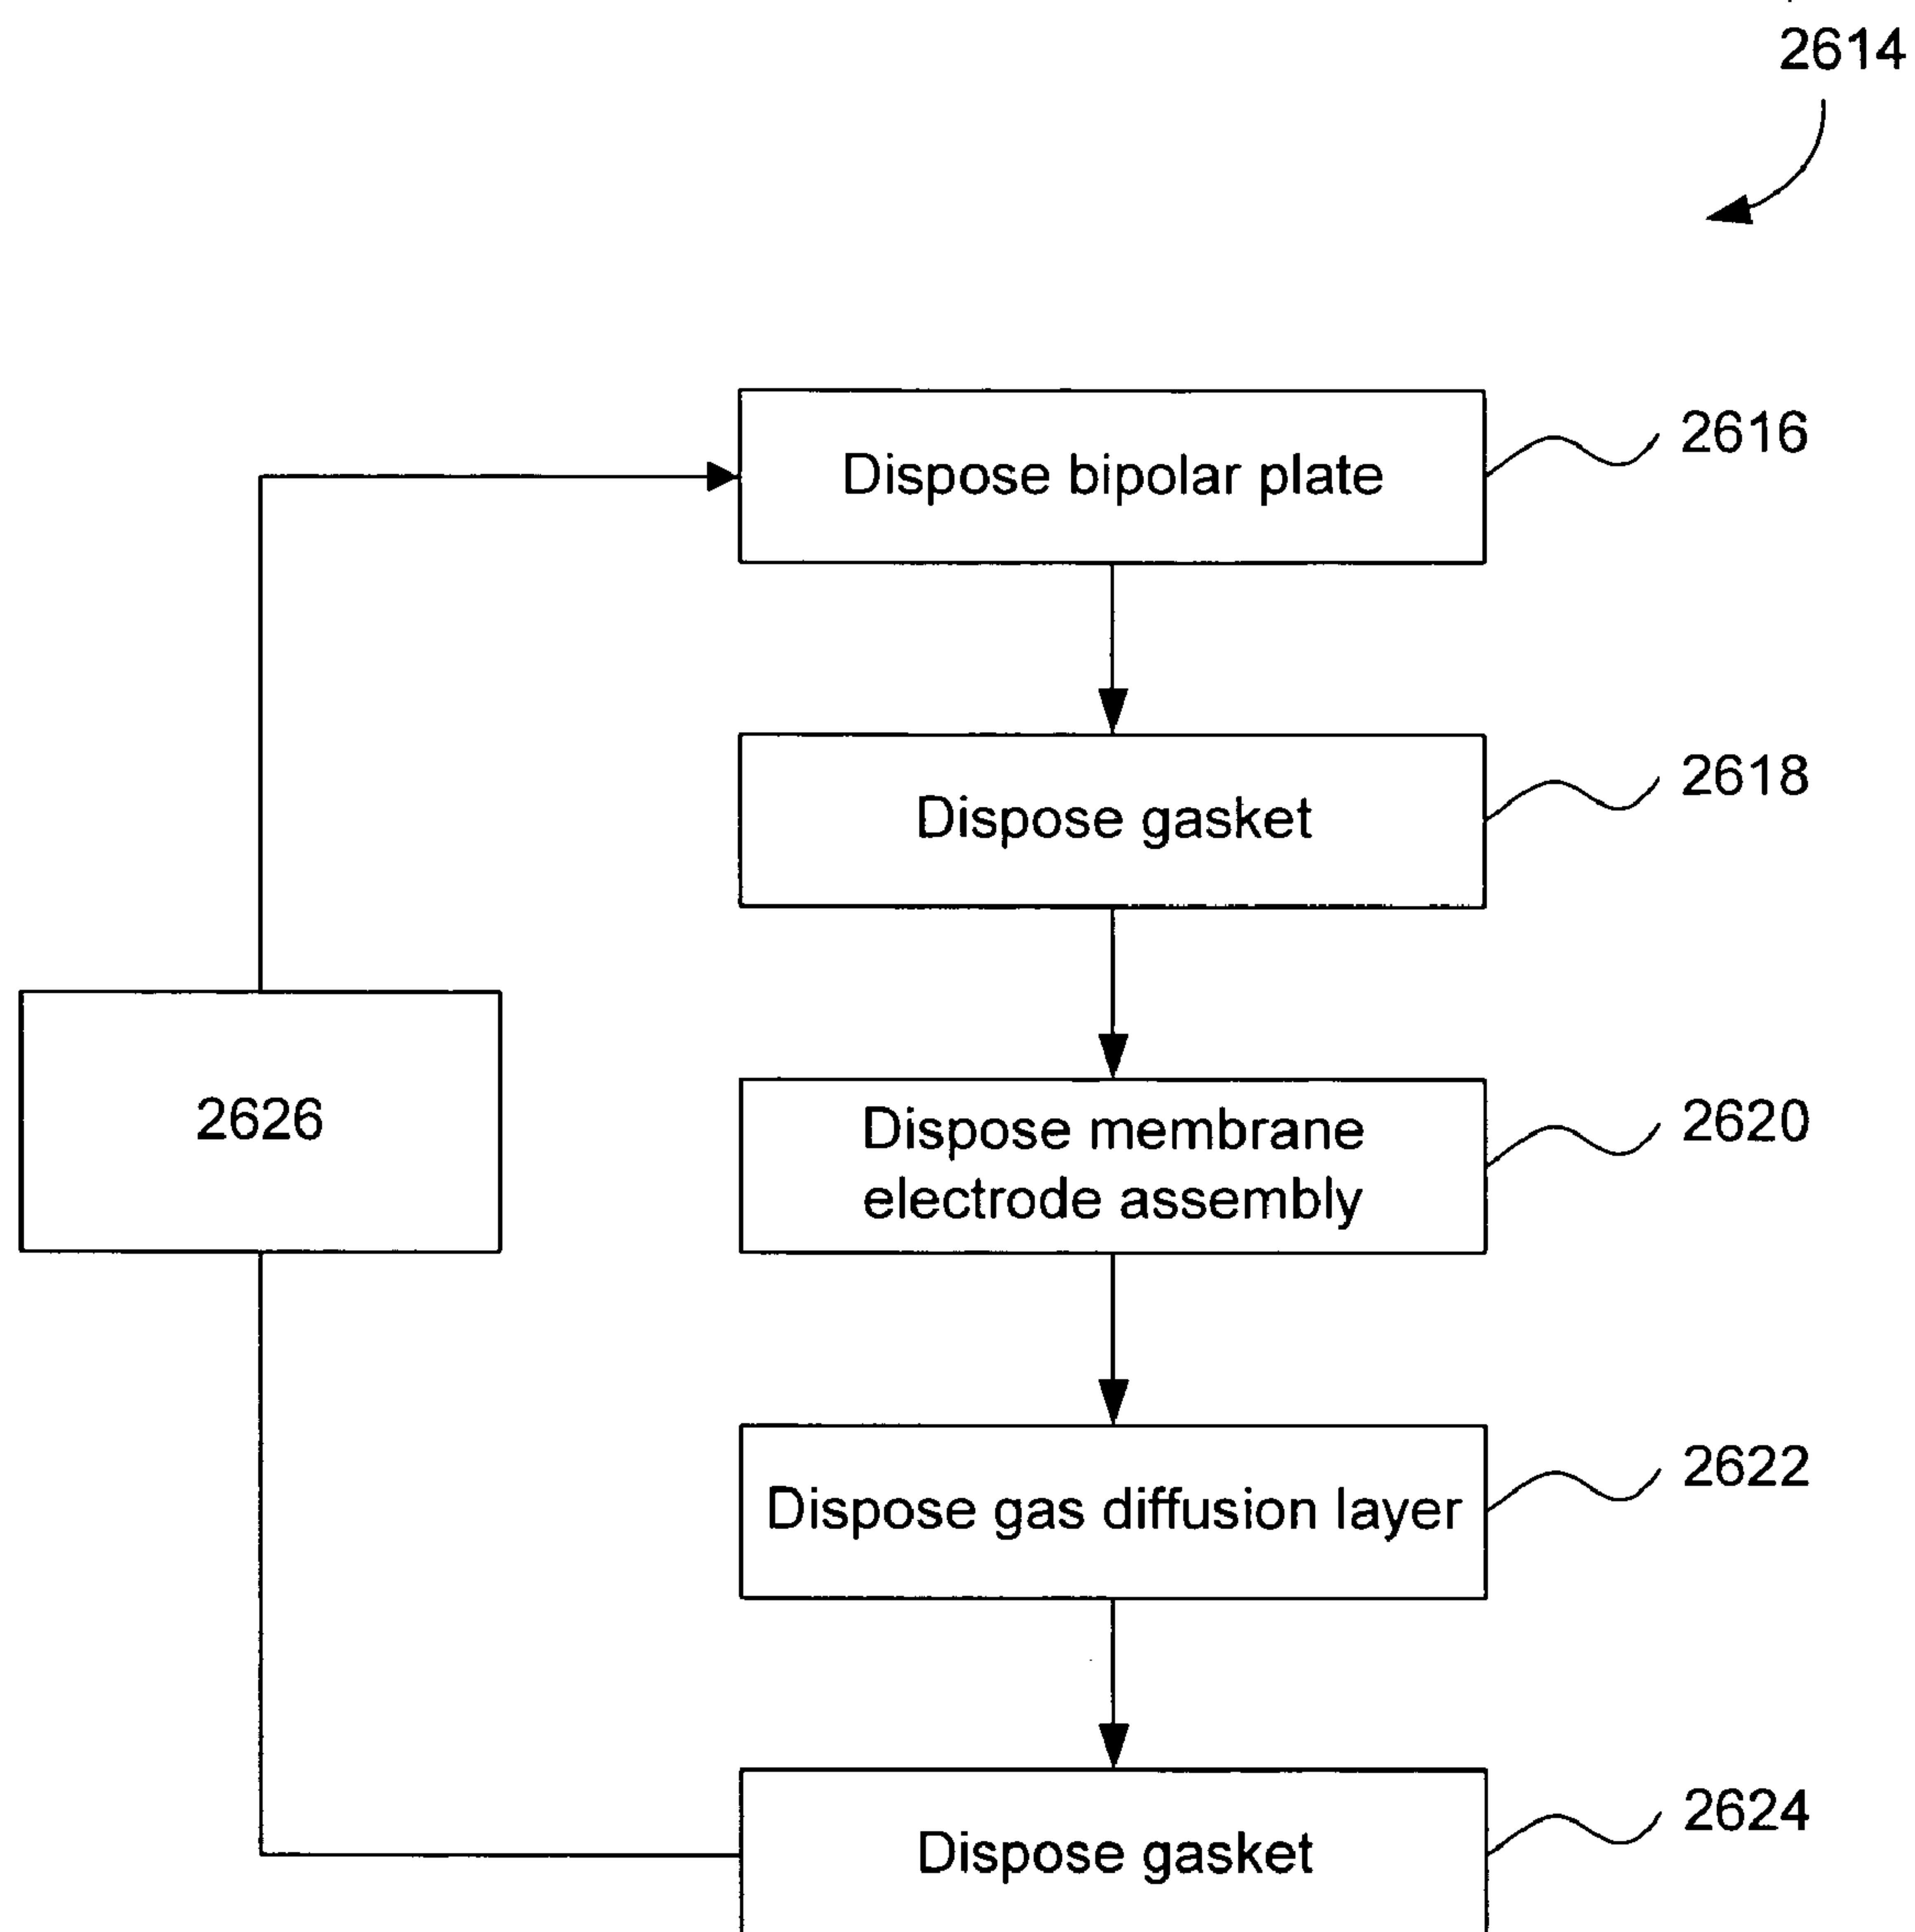 2614
Dispose bipolar plate
2616
Dispose gasket
2618
2626
Dispose membrane
electrode assembly
2620
Dispose gas diffusion layer
2622
Dispose gasket
2624